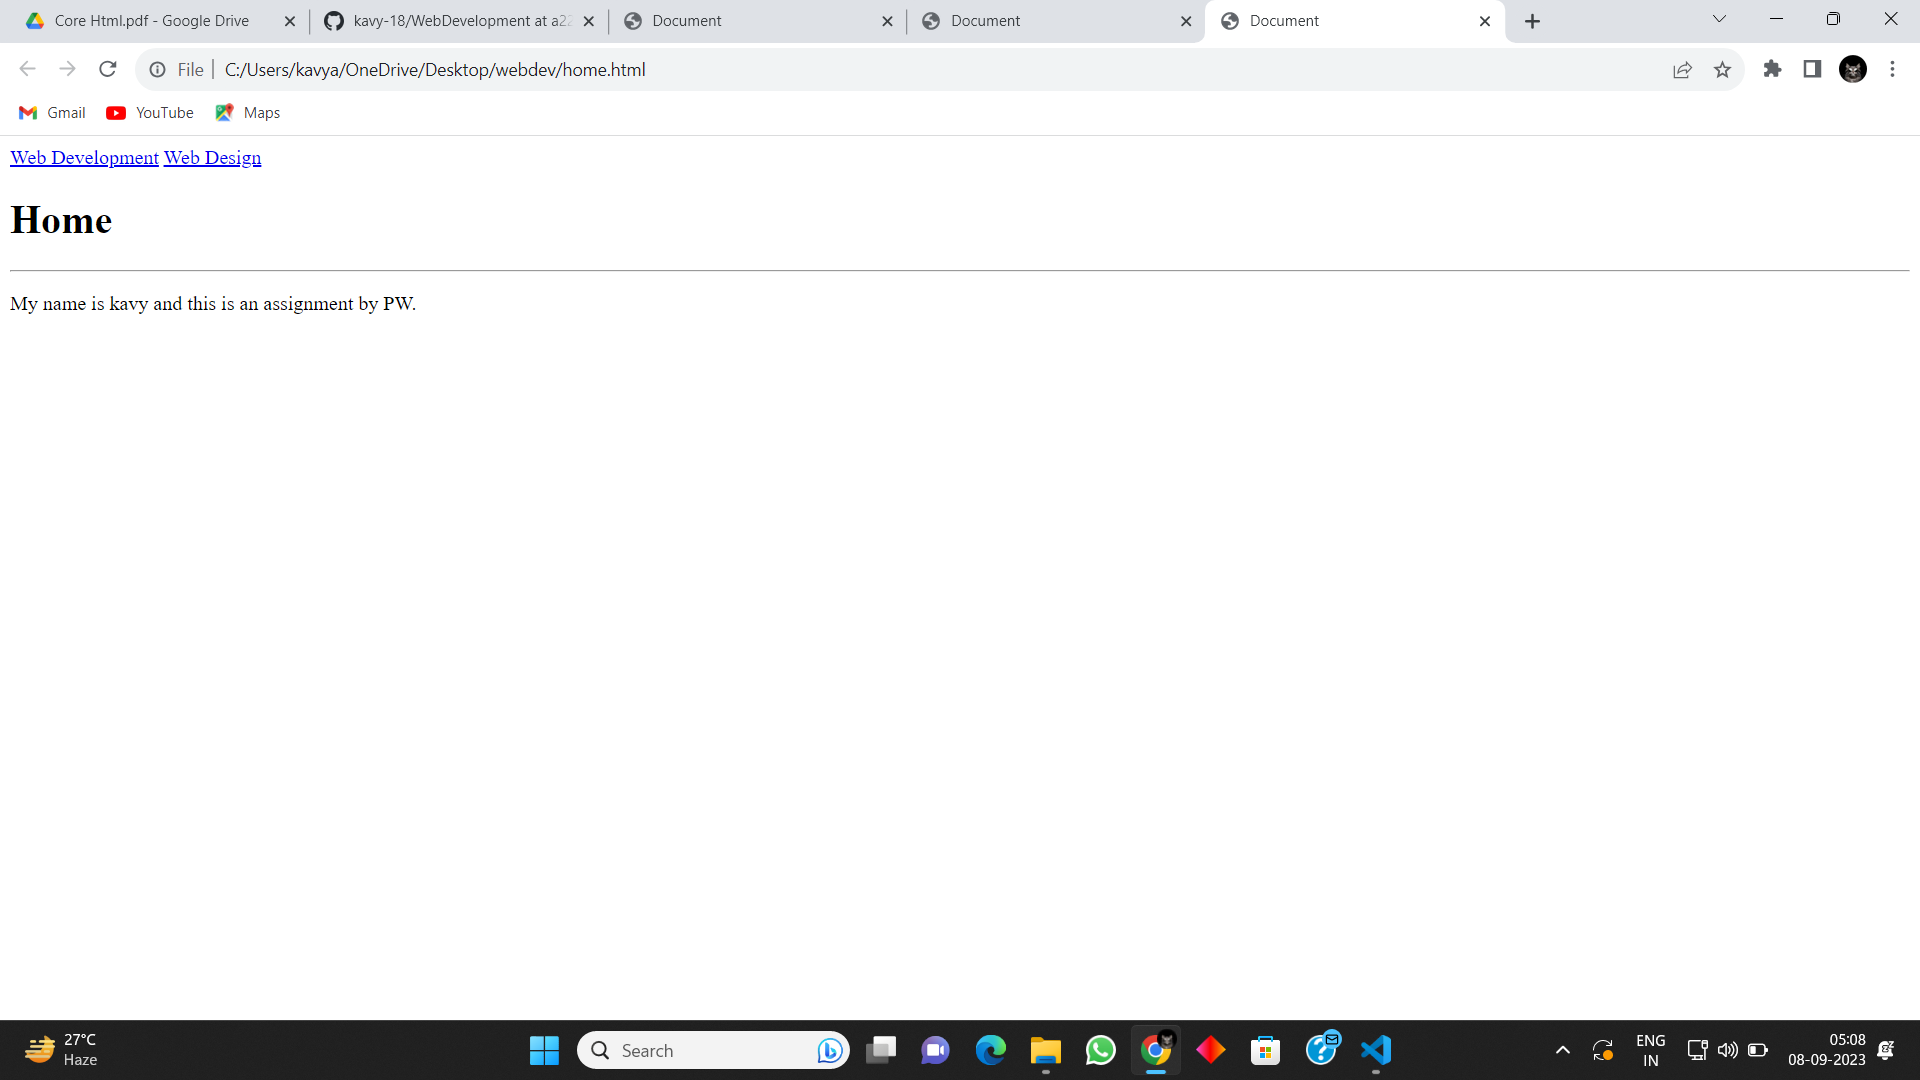 Core Html.pdf - Google Drive
kavy-18/WebDevelopment at a22
Document
Document
Document
File
C:/Users/kavya/OneDrive/Desktop/webdev/home.html
Gmail
YouTube
Maps
Web Development Web Design
Home
My name is kavy and this is an assignment by PW.
27°C
Haze
Search
ENG
IN
05:08
08-09-2023